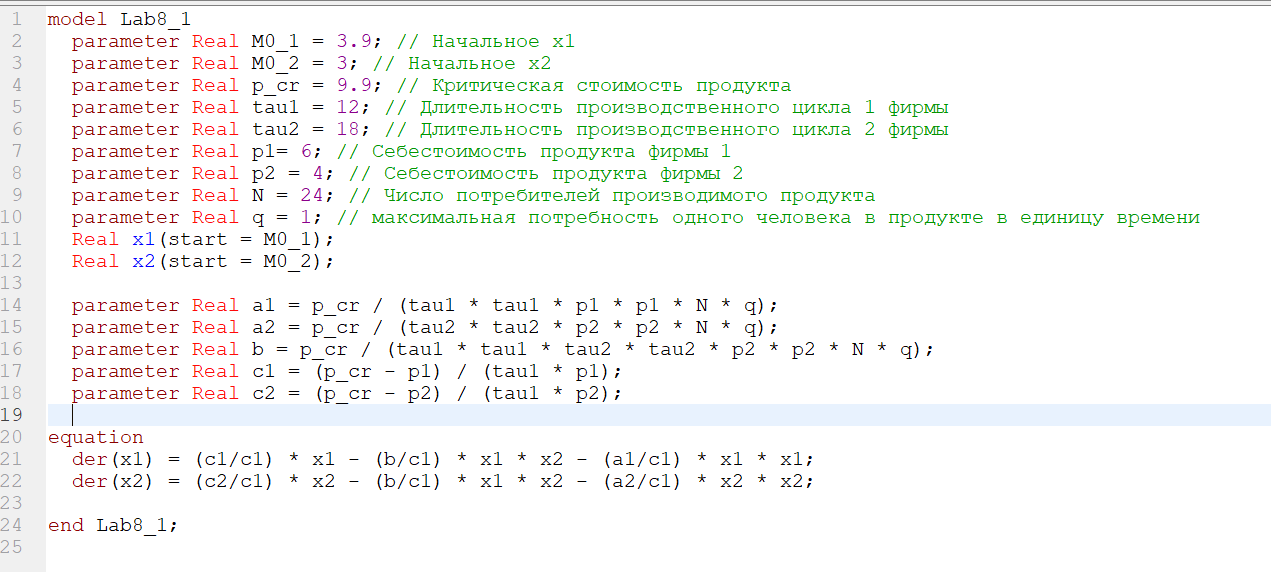 1 model Lab8_1
2 parameter Real M0_1 = 3.9; // Начальное x1
3 parameter Real M0_2 = 3; // Начальное x2
4 parameter Real p_cr = 9.9; // Критическая стоимость продукта
5 parameter Real tau1 = 12; // Длительность производственного цикла 1 фирмы
6 parameter Real tau2 = 18; // Длительность производственного цикла 2 фирмы
7 parameter Real p1= 6; // Себестоимость продукта фирмы 1
8 parameter Real p2 = 4; // Себестоимость продукта фирмы 2
9 parameter Real N = 24; // Число потребителей производимого продукта
10 parameter Real q = 1; // максимальная потребность одного человека в продукте в единицу времени
11 Real x1(start = M0_1);
12 Real x2(start = M0_2);
13
14 parameter Real a1 = p_cr / (tau1 * tau1 * p1 * p1 * N * q);
15 parameter Real a2 = p_cr / (tau2 * tau2 * p2 * p2 * N * q);
16 parameter Real b = p_cr / (tau1 * tau1 * tau2 * tau2 * p2 * p2 * N * q);
17 parameter Real c1 = (p_cr - p1) / (tau1 * p1);
18 parameter Real c2 = (p_cr - p2) / (tau1 * p2);
19
20 equation
21 der(x1) = (c1/c1) * x1 - (b/c1) * x1 * x2 - (a1/c1) * x1 * x1;
22 der(x2) = (c2/c1) * x2 - (b/c1) * x1 * x2 - (a2/c1) * x2 * x2;
23
24 end Lab8_1;
25